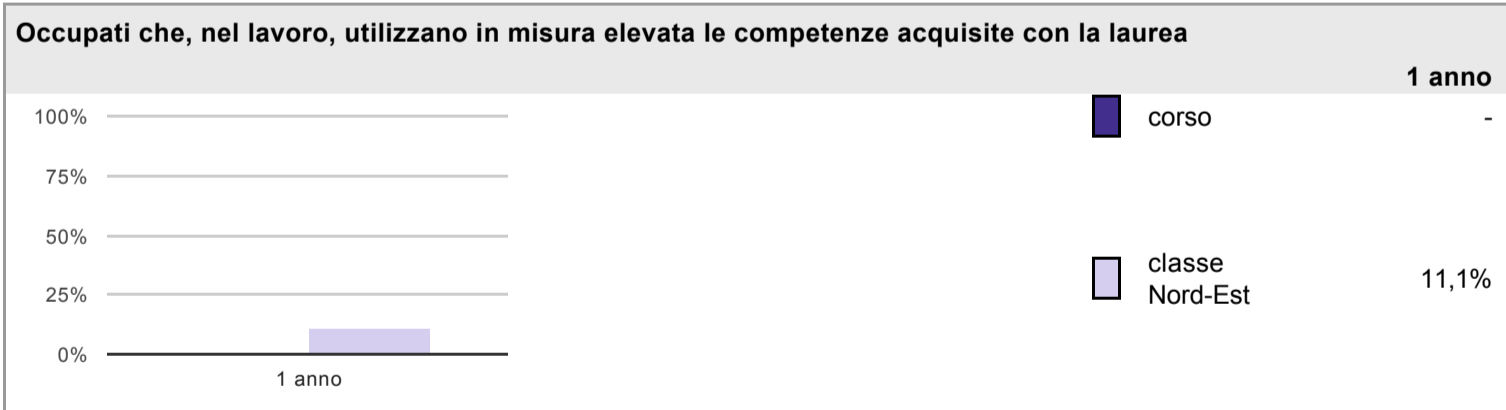 Occupati che, nel lavoro, utilizzano in misura elevata le competenze acquisite con la laurea
1 anno
100%
75%
50%
25%
0%
1 anno
corso -
classe
Nord-Est 11,1%